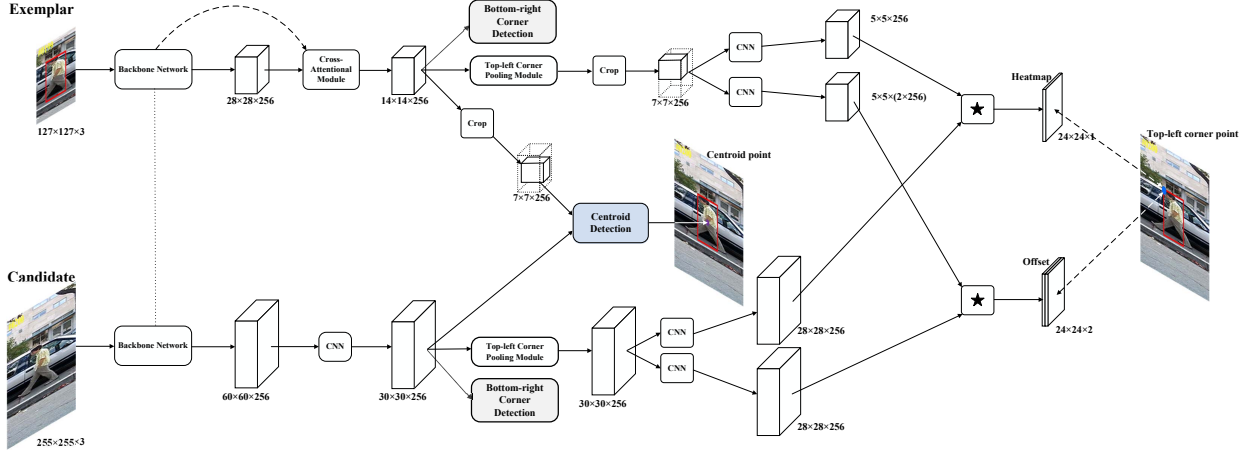 Exemplar
127×127×3
Backbone Network
28×28×256
Cross-
Attentional
Module
14×14×256
Bottom-right
Corner
Detection
Top-left Corner
Pooling Module
Crop
7×7×256
CNN
CNN
5×5×256
5×5×(2×256)
Heatmap
24×24×1
Top-left corner point
Crop
7×7×256
Centroid
Detection
Centroid point
Candidate
255×255×3
Backbone Network
60×60×256
CNN
30×30×256
Top-left Corner
Pooling Module
Bottom-right
Corner
Detection
30×30×256
CNN
CNN
28×28×256
28×28×256
Offset
24×24×2